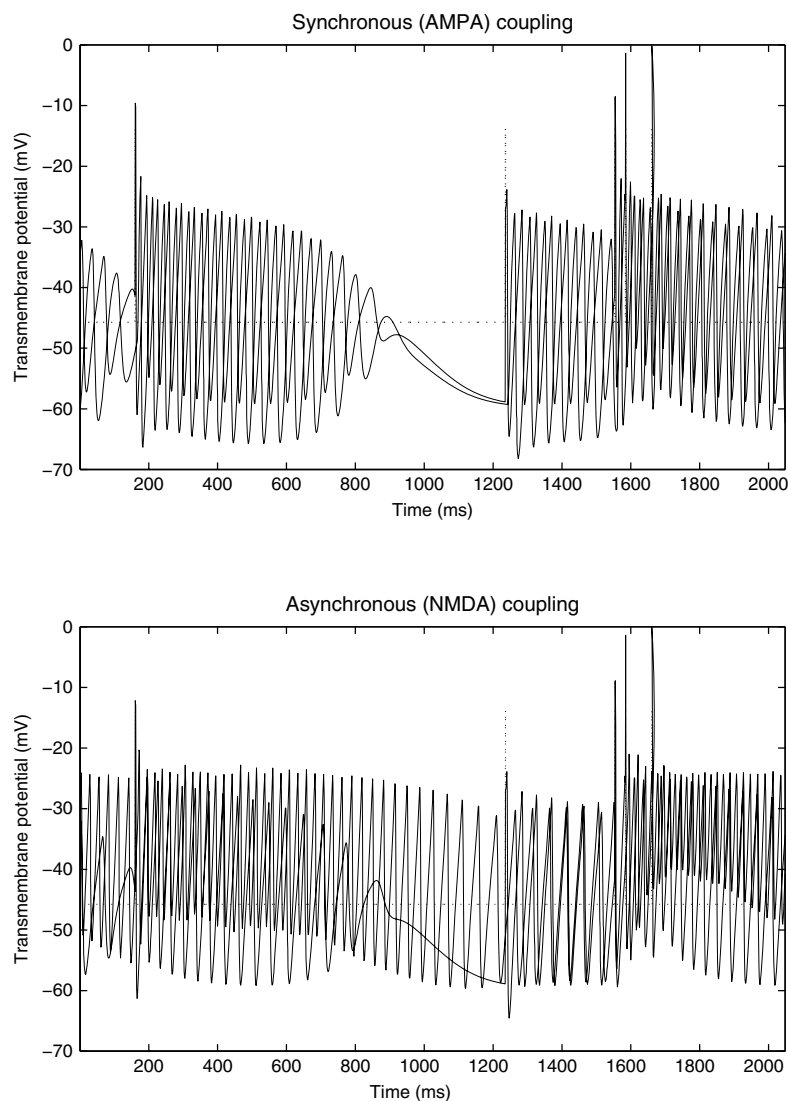 Synchronous (AMPA) coupling
0
−10
−20
−30
−40
−50
−60
−70
Transmembrane potential (mV)
200 400 600 800 1000 1200 1400 1600 1800 2000
Time (ms)
Asynchronous (NMDA) coupling
0
−10
−20
−30
−40
−50
−60
−70
Transmembrane potential (mV)
200 400 600 800 1000 1200 1400 1600 1800 2000
Time (ms)